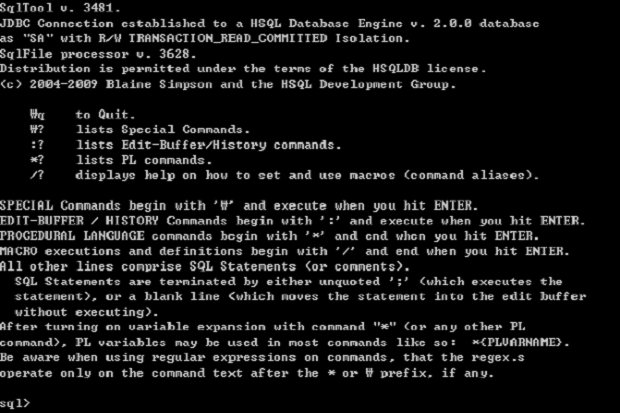 SqlTool v. 3481.
JDBC Connection established to a HSQL Database Engine v. 2.0.0 database
as "SA" with R/W TRANSACTION_READ_COMMITTED Isolation.
SqlFile processor v. 3628.
Distribution is permitted under the terms of the HSQLDB license.
(c) 2004-2009 Blaine Simpson and the HSQL Development Group.
₩q to Quit.
₩? lists Special Commands.
:? lists Edit-Buffer/History commands.
*? lists PL commands.
/? displays help on how to set and use macros (command aliases).
SPECIAL Commands begin with '₩' and execute when you hit ENTER.
EDIT-BUFFER / HISTORY Commands begin with ':' and execute when you hit ENTER.
PROCEDURAL LANGUAGE commands begin with '*' and end when you hit ENTER.
MACRO executions and definitions begin with '/' and end when you hit ENTER.
All other lines comprise SQL Statements (or comments).
SQL Statements are terminated by either unquoted ';' (which executes the
statement), or a blank line (which moves the statement into the edit buffer
without executing).
After turning on variable expansion with command "*" (or any other PL
command), PL variables may be used in most commands like so: *{PLVARNAME}.
Be aware when using regular expressions on commands, that the regex.s
operate only on the command text after the * or ₩ prefix, if any.
sql>